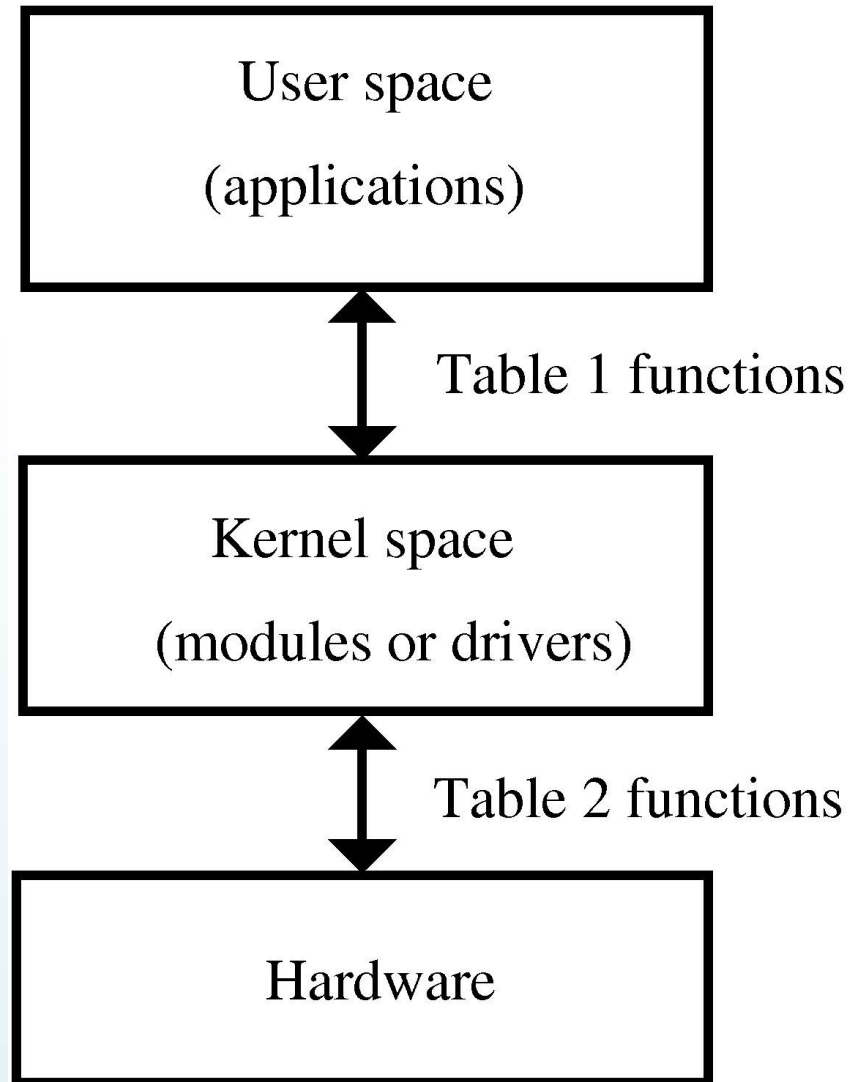 User space
(applications)
Table 1 functions
Kernel space
(modules or drivers)
Table 2 functions
Hardware